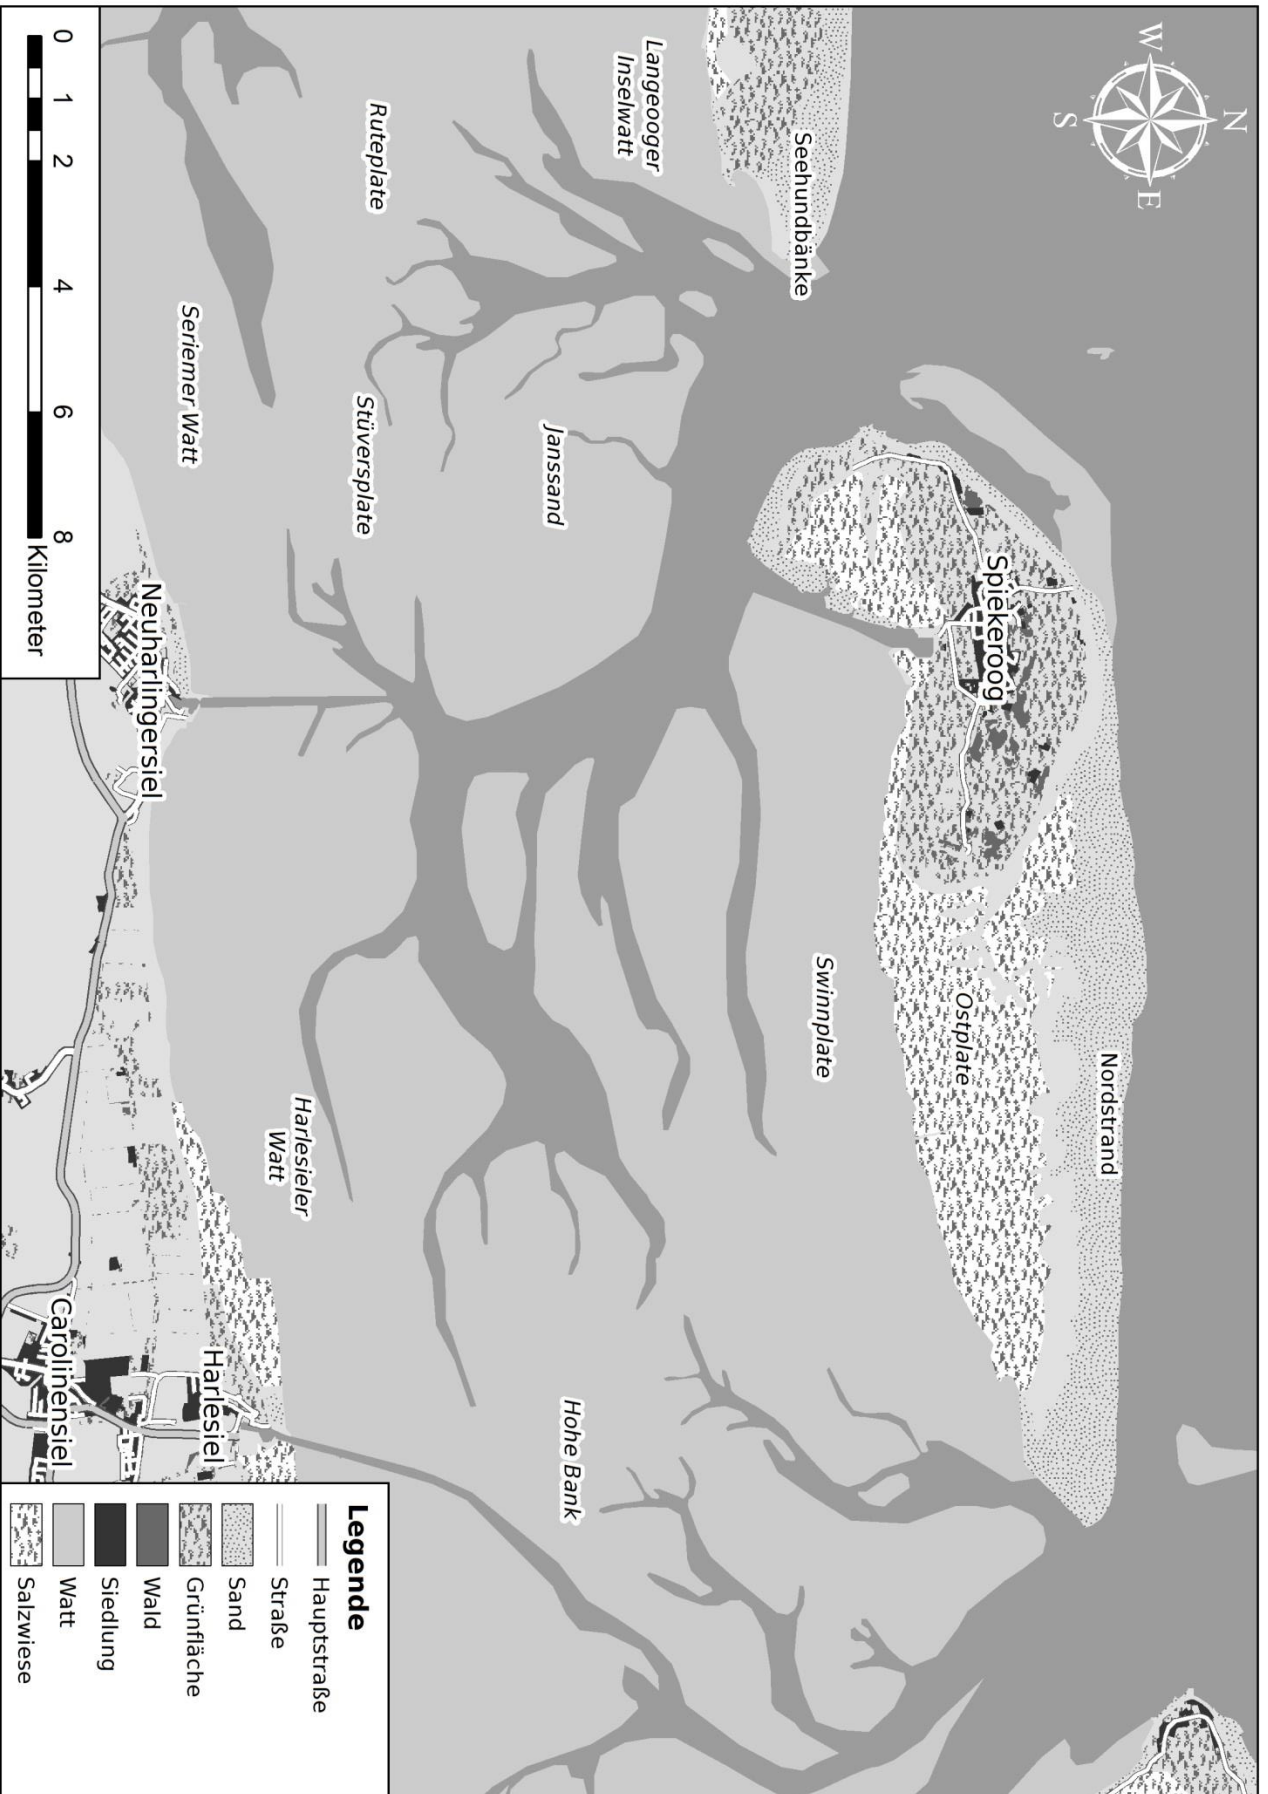 N
W
E
S
Seehundbänke
Langeooger
Inselwatt
Ruteplate
Seriemer Watt
Stüversplate
Janssand
Spiekeroog
Nordstrand
Ostplate
Swinnplate
Harlesieler
Watt
Hohe Bank
Neuharlingersiel
Harlesiel
Carolinensiel
0 1 2 4 6 8
Kilometer
Legende
Hauptstraße
Straße
Sand
Grünfläche
Wald
Siedlung
Watt
Salzwiese